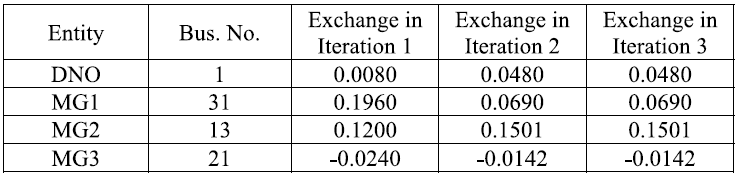 Entity Bus. No. Exchange in Iteration 1 Exchange in Iteration 2 Exchange in Iteration 3
DNO 1 0.0080 0.0480 0.0480
MG1 31 0.1960 0.0690 0.0690
MG2 13 0.1200 0.1501 0.1501
MG3 21 -0.0240 -0.0142 -0.0142